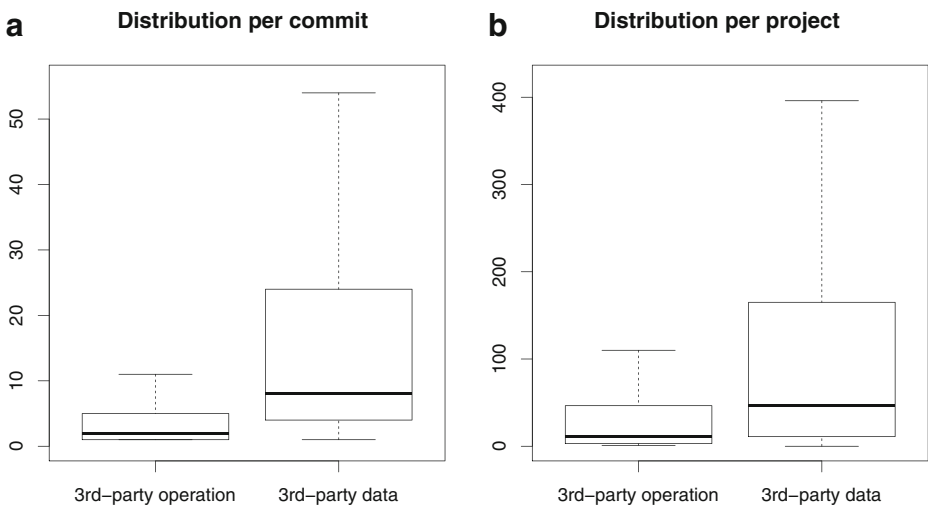 a
Distribution per commit
50
40
30
20
10
0
3rd–party operation
3rd–party data
b
Distribution per project
400
300
200
100
0
3rd–party operation
3rd–party data